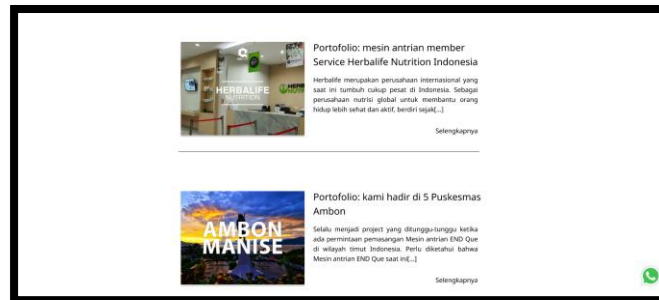 Portofolio: mesin antrian member
Service Herbalife Nutrition Indonesia
HERBALIFE
NUTRITION
Herbalife merupakan perusahaan internasional yang
saat ini tumbuh cukup pesat di Indonesia. Sebagai
perusahaan nutrisi global untuk membantu orang
hidup lebih sehat dan aktif, berdiri sejak[...]
Selengkapnya
Portofolio: kami hadir di 5 Puskesmas
Ambon
AMBON
MANISE
Selalu menjadi project yang ditunggu-tunggu ketika
ada permintaan pemasangan Mesin antrian END Que
di wilayah timut Indonesia. Perlu diketahui bahwa
Mesin antrian END Que saat ini[...]
Selengkapnya